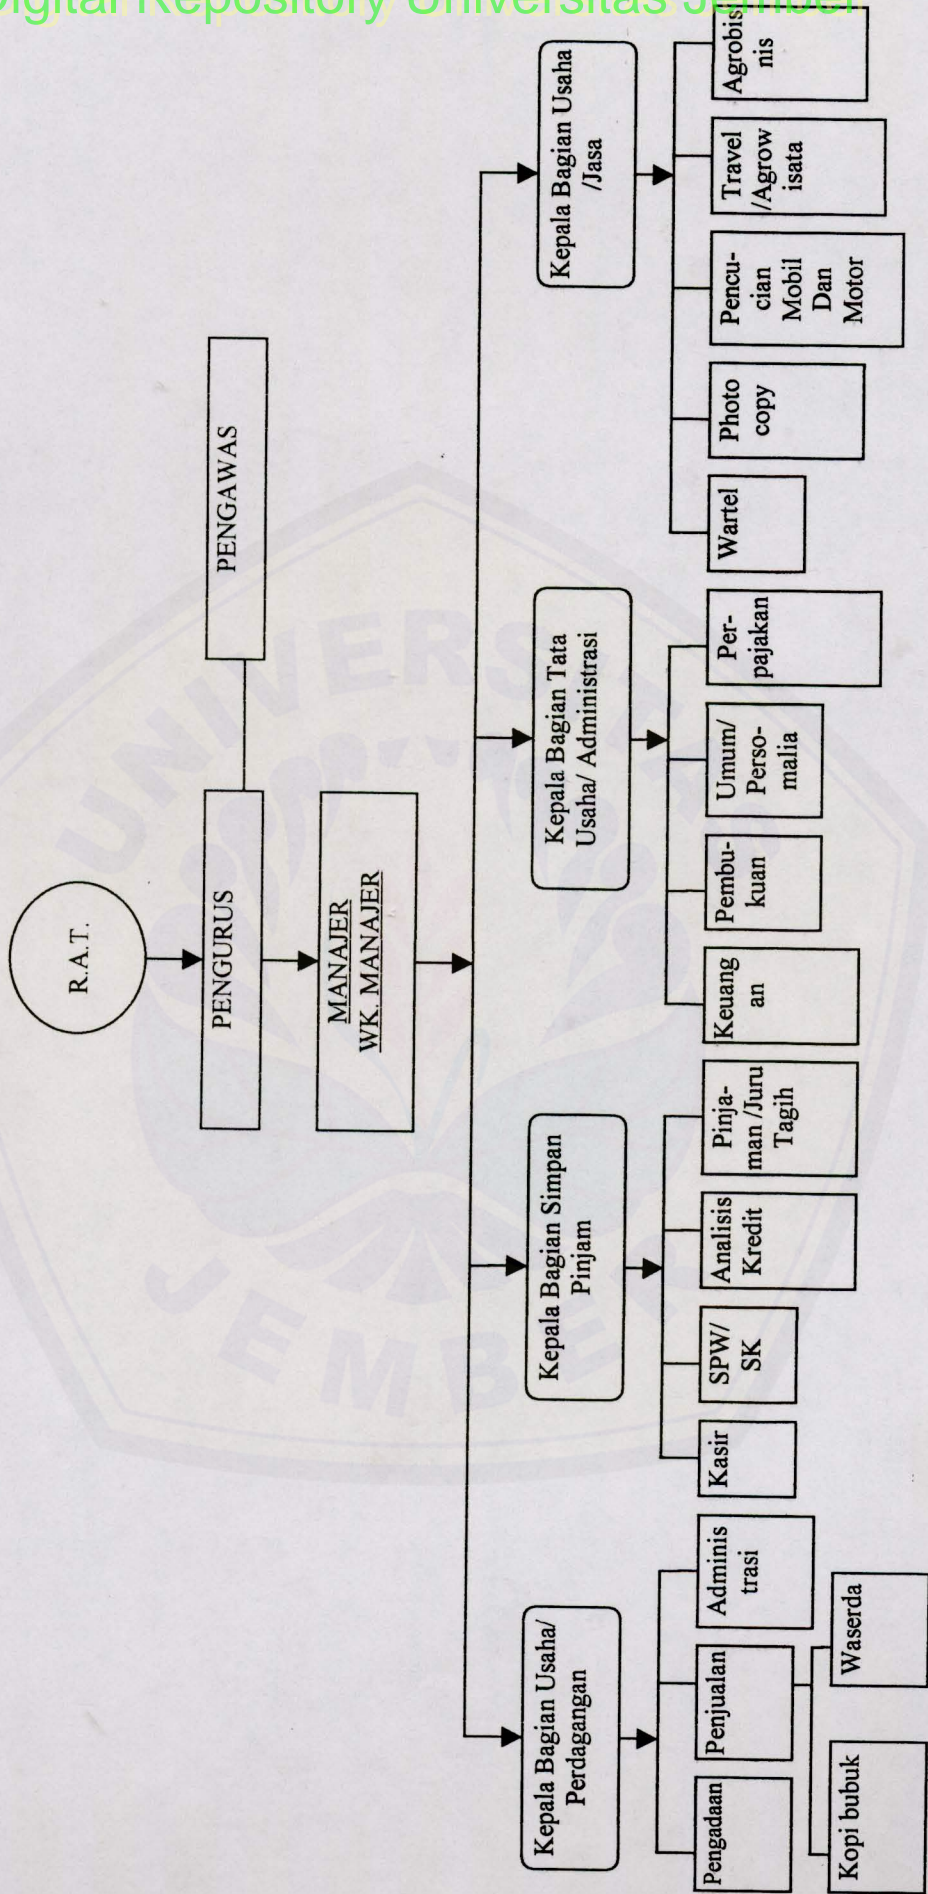 Digital Repository Universitas Jember
R.A.T.
PENGURUS
PENGAWAS
MANAJER
WK. MANAJER
Kepala Bagian Usaha/
Perdagangan
Kepala Bagian Simpan
Pinjam
Kepala Bagian Tata
Usaha/ Administrasi
Kepala Bagian Usaha
/Jasa
Pengadaan
Penjualan
Adminis
trasi
Kopi bubuk
Waserda
Kasir
SPW/
SK
Analisis
Kredit
Pinja-
man /Juru
Tagih
Keuang
an
Pembu-
kuan
Umum/
Perso-
malia
Per-
pajakan
Wartel
Photo
copy
Pencu-
cian
Mobil
Dan
Motor
Travel
/Agrow
isata
Agrobis
nis
UNIVERSITAS
JEMBER